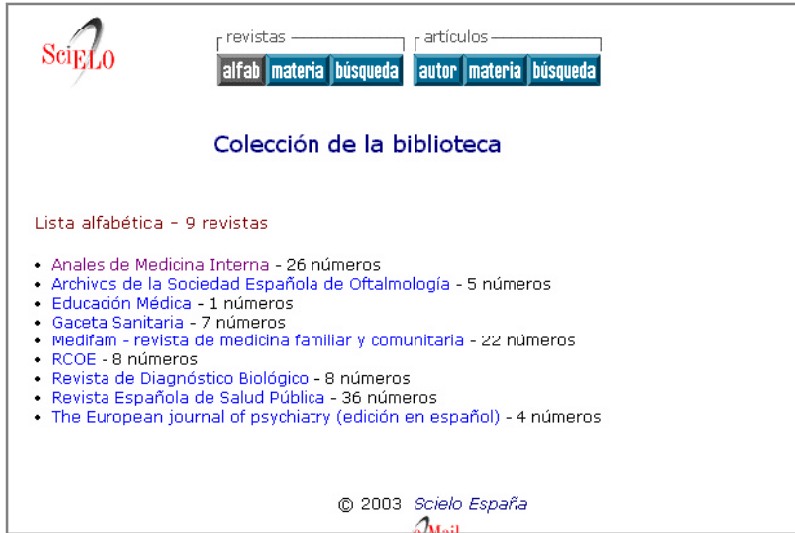 SciELO
revistas artículos
alfab materia búsqueda autor materia búsqueda
Colección de la biblioteca
Lista alfabética - 9 revistas
• Anales de Medicina Interna - 26 números
• Archivos de la Sociedad Española de Oftalmología - 5 números
• Educación Médica - 1 números
• Gaceta Sanitaria - 7 números
• Medifam - revista de medicina familiar y comunitaria - 22 números
• RCOE - 8 números
• Revista de Diagnóstico Biológico - 8 números
• Revista Española de Salud Pública - 36 números
• The European journal of psychiatry (edición en español) - 4 números
© 2003 Scielo España
e-Mail